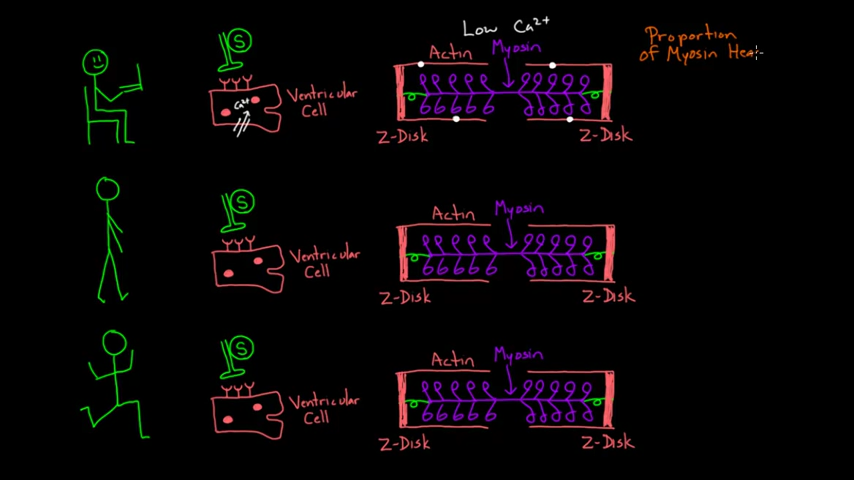 Low Ca²⁺
Proportion
of Myosin Hea
S
Actin
Myosin
Ca²⁺
Ventricular
Cell
Z-Disk
Z-Disk
S
Actin
Myosin
Ventricular
Cell
Z-Disk
Z-Disk
S
Actin
Myosin
Ventricular
Cell
Z-Disk
Z-Disk